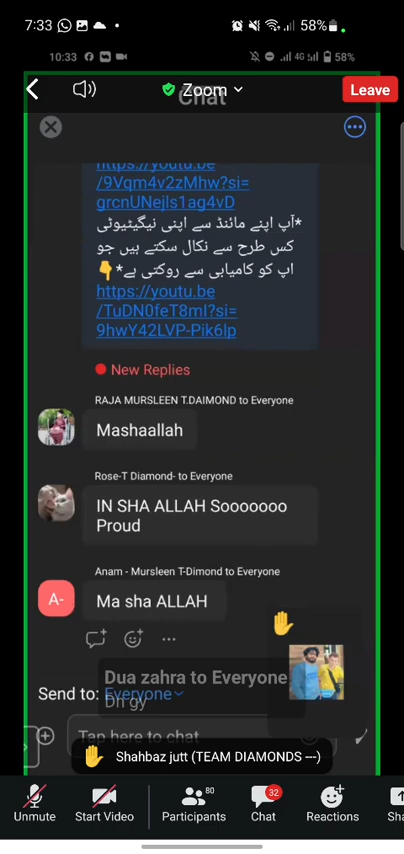 7:33
58%
10:33
4G
58%
Zoom
Chat
Leave
https://youtu.be
/9Vqm4v2zMhw?si=
grcnUNejls1ag4vD
*آپ اپنے مائنڈ سے اپنی نیگیٹیوٹی
کس طرح سے نکال سکتے ہیں جو
اپ کو کامیابی سے روکتی ہے*👇
https://youtu.be
/TuDN0feT8mI?si=
9hwY42LVP-Pik6lp
New Replies
RAJA MURSLEEN T.DAIMOND to Everyone
Mashaallah
Rose-T Diamond- to Everyone
IN SHA ALLAH Sooooooo
Proud
Anam - Mursleen T-Dimond to Everyone
A-
Ma sha ALLAH
Dua zahra to Everyone
Dn gy
Send to: Everyone
Tap here to chat
Shahbaz jutt (TEAM DIAMONDS ---)
80
32
Unmute
Start Video
Participants
Chat
Reactions
Sha